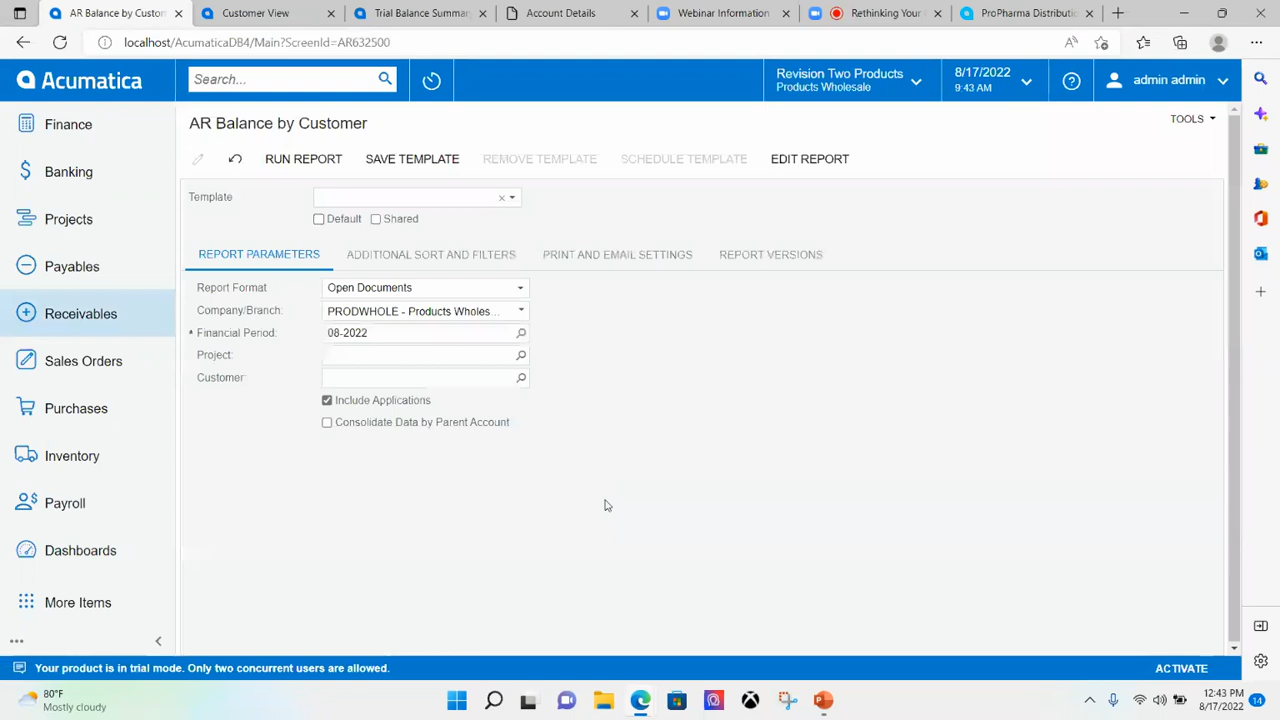 AR Balance by Custom
Customer View
Trial Balance Summar
Account Details
Webinar Information
Rethinking Your
ProPharma Distributi
localhost/AcumaticaDB4/Main?ScreenId=AR632500
Acumatica
Search...
Revision Two Products
Products Wholesale
8/17/2022
9:43 AM
admin admin
Finance
Banking
Projects
Payables
Receivables
Sales Orders
Purchases
Inventory
Payroll
Dashboards
More Items
AR Balance by Customer
TOOLS
RUN REPORT
SAVE TEMPLATE
REMOVE TEMPLATE
SCHEDULE TEMPLATE
EDIT REPORT
Template
Default
Shared
REPORT PARAMETERS
ADDITIONAL SORT AND FILTERS
PRINT AND EMAIL SETTINGS
REPORT VERSIONS
Report Format
Open Documents
Company/Branch:
PRODWHOLE - Products Wholes...
* Financial Period:
08-2022
Project:
Customer
Include Applications
Consolidate Data by Parent Account
Your product is in trial mode. Only two concurrent users are allowed.
ACTIVATE
80°F
Mostly cloudy
12:43 PM
8/17/2022
14